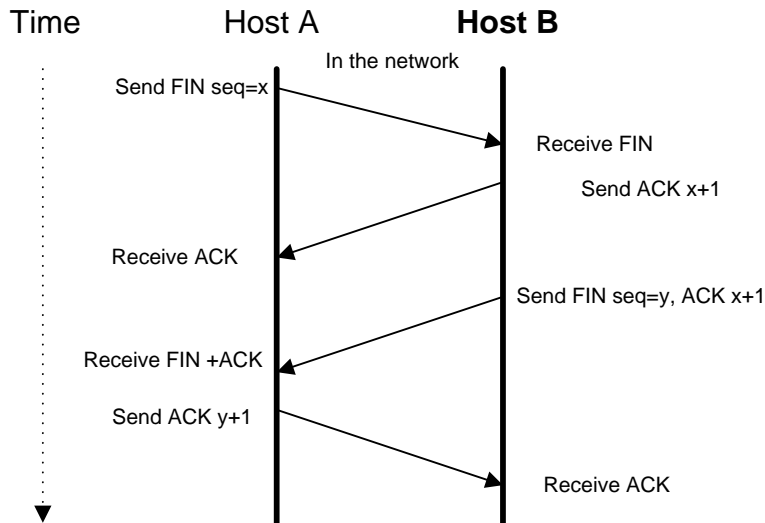 Time
Host A
Host B
In the network
Send FIN seq=x
Receive FIN
Send ACK x+1
Receive ACK
Send FIN seq=y, ACK x+1
Receive FIN +ACK
Send ACK y+1
Receive ACK